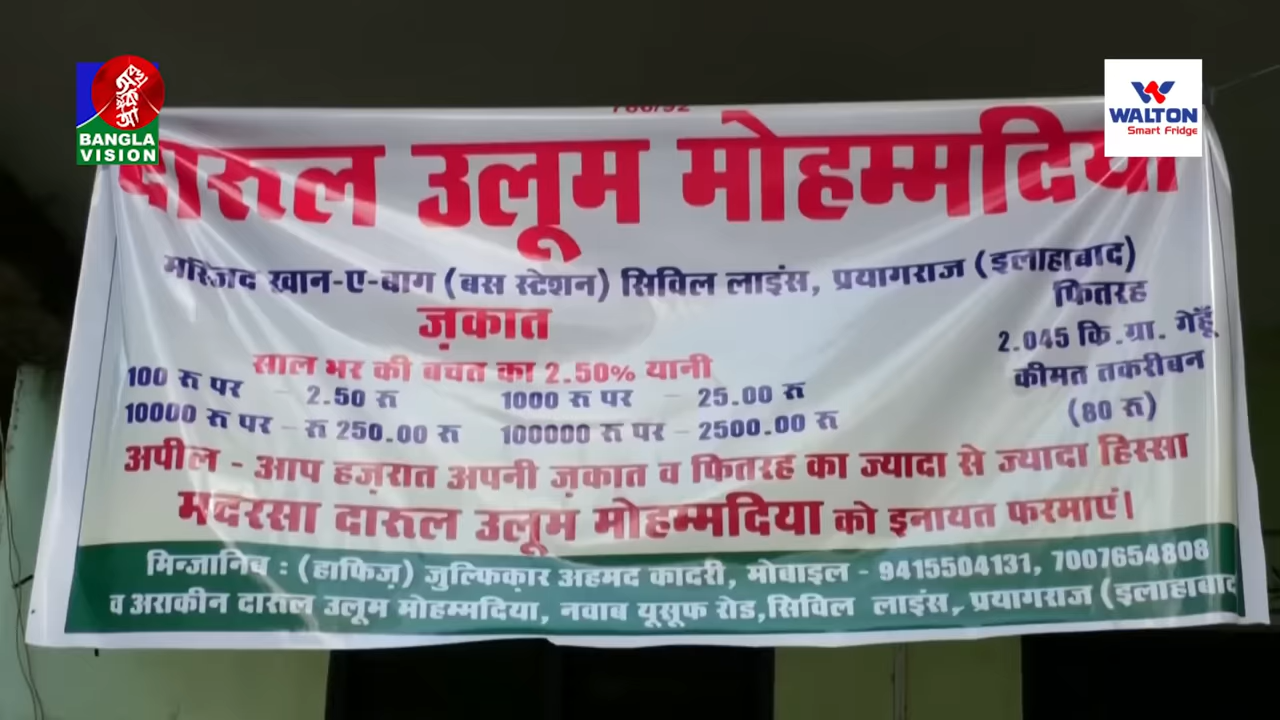 BANGLA
VISION
WALTON
Smart Fridge
786/92
दारूल उलूम मोहम्मदिया
मस्जिद खान-ए-बाग (बस स्टेशन) सिविल लाइंस, प्रयागराज (इलाहाबाद)
ज़कात
साल भर की बचत का 2.50% यानी
100 रू पर – 2.50 रू 1000 रू पर – 25.00 रू
10000 रू पर – रू 250.00 रू 100000 रू पर – 2500.00 रू
फितरह
2.045 कि.ग्रा. गेहूँ
कीमत तकरीबन
(80 रू)
अपील - आप हज़रात अपनी ज़कात व फितरह का ज्यादा से ज्यादा हिस्सा
मदरसा दारूल उलूम मोहम्मदिया को इनायत फरमाएं।
मिन्जानिब : (हाफिज़) जुल्फिक़ार अहमद कादरी, मोबाइल - 9415504131, 7007654808
व अराकीन दारूल उलूम मोहम्मदिया, नवाब यूसूफ रोड,सिविल लाइंस, प्रयागराज (इलाहाबाद